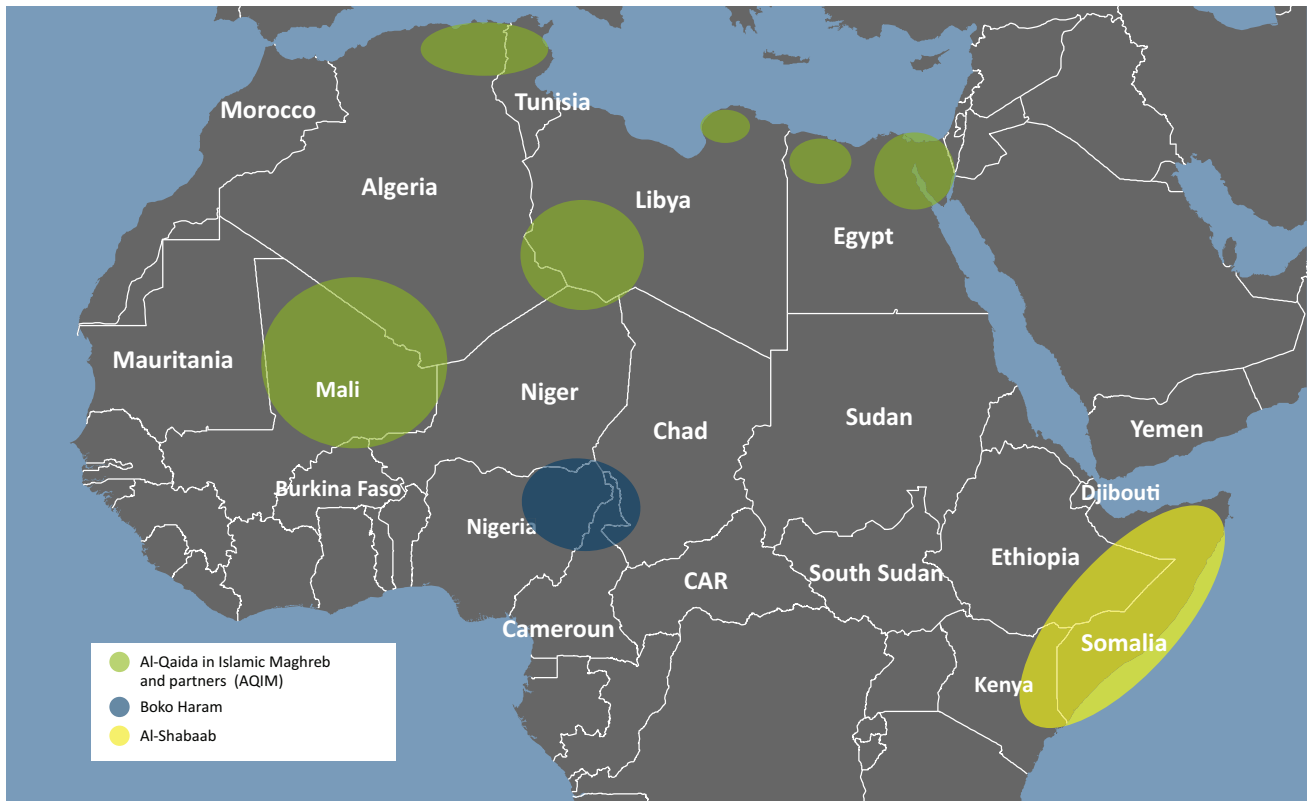 Morocco
Tunisia
Algeria
Libya
Egypt
Mauritania
Mali
Niger
Chad
Sudan
Yemen
Burkina Faso
Nigeria
Djibouti
Ethiopia
CAR
South Sudan
Cameroun
Somalia
Kenya
Al-Qaida in Islamic Maghreb
and partners (AQIM)
Boko Haram
Al-Shabaab